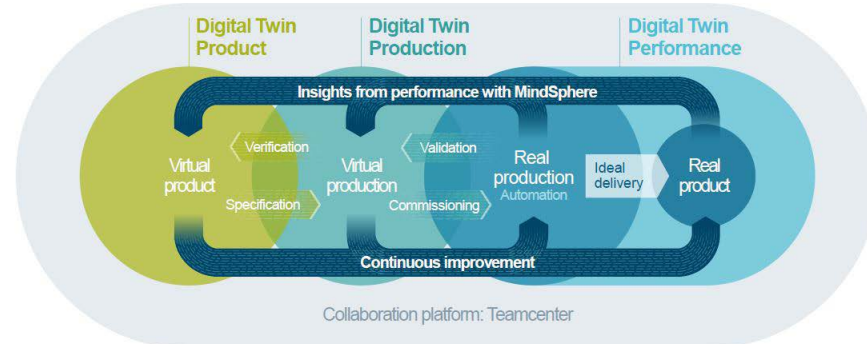 Digital Twin
Product
Digital Twin
Production
Digital Twin
Performance
Insights from performance with MindSphere
Verification
Validation
Virtual
product
Virtual
production
Real
production
Automation
Ideal
delivery
Real
product
Specification
Commissioning
Continuous improvement
Collaboration platform: Teamcenter